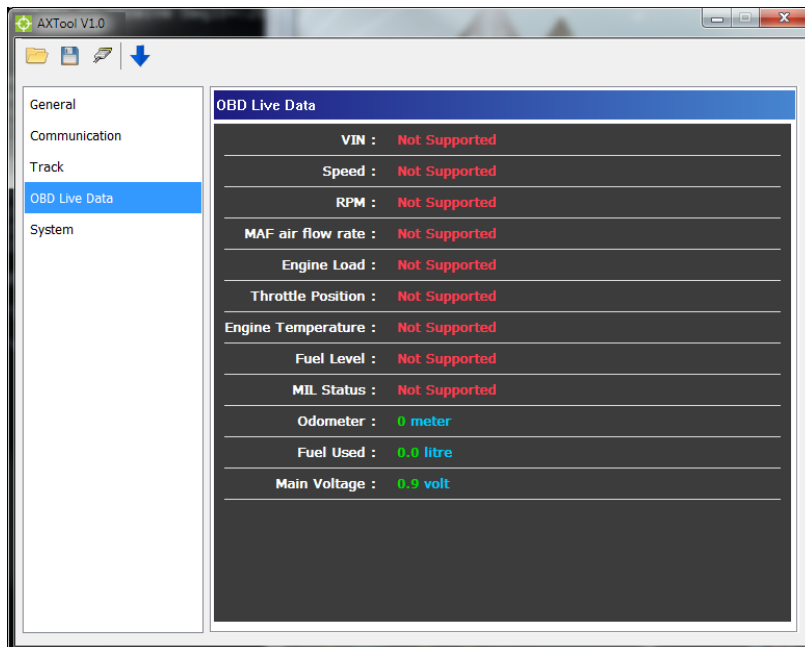 AXTool V1.0
General
Communication
Track
OBD Live Data
System
OBD Live Data
VIN : Not Supported
Speed : Not Supported
RPM : Not Supported
MAF air flow rate : Not Supported
Engine Load : Not Supported
Throttle Position : Not Supported
Engine Temperature : Not Supported
Fuel Level : Not Supported
MIL Status : Not Supported
Odometer : 0 meter
Fuel Used : 0.0 litre
Main Voltage : 0.9 volt